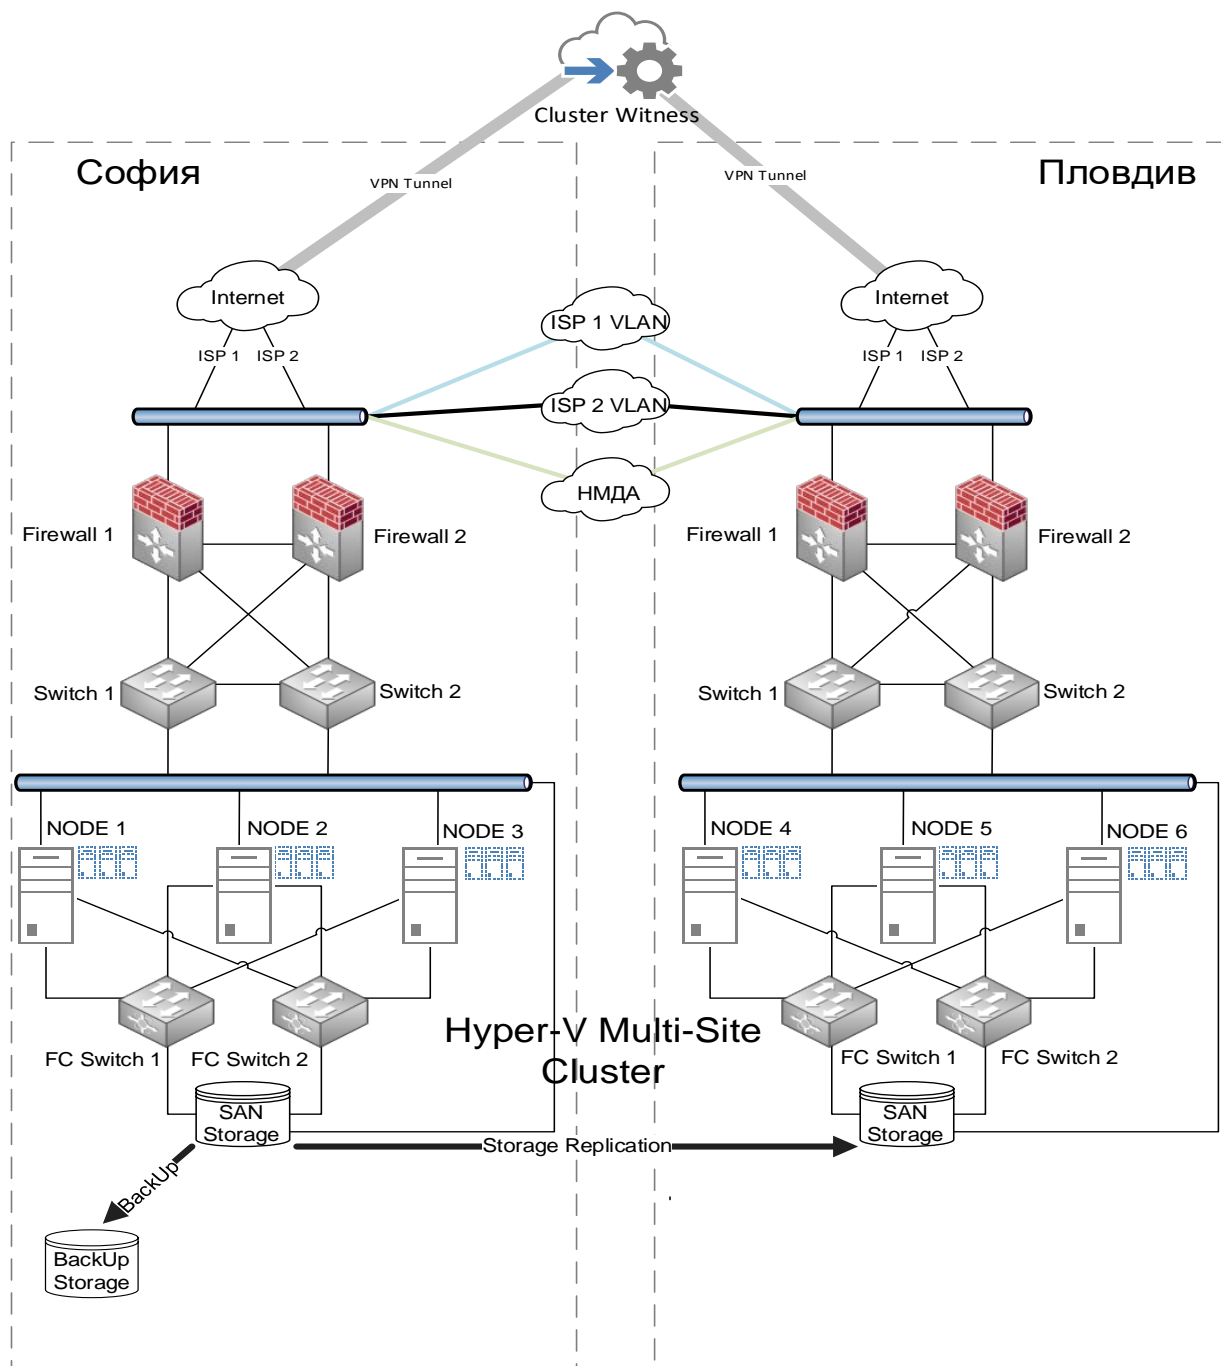 Cluster Witness
София
Пловдив
VPN Tunnel
VPN Tunnel
Internet
Internet
ISP 1 VLAN
ISP 1
ISP 2
ISP 1
ISP 2
ISP 2 VLAN
НМДА
Firewall 1
Firewall 2
Firewall 1
Firewall 2
Switch 1
Switch 2
Switch 1
Switch 2
NODE 1
NODE 2
NODE 3
NODE 4
NODE 5
NODE 6
Hyper-V Multi-Site
Cluster
FC Switch 1
FC Switch 2
FC Switch 1
FC Switch 2
SAN
Storage
SAN
Storage
Storage Replication
BackUp
BackUp
Storage